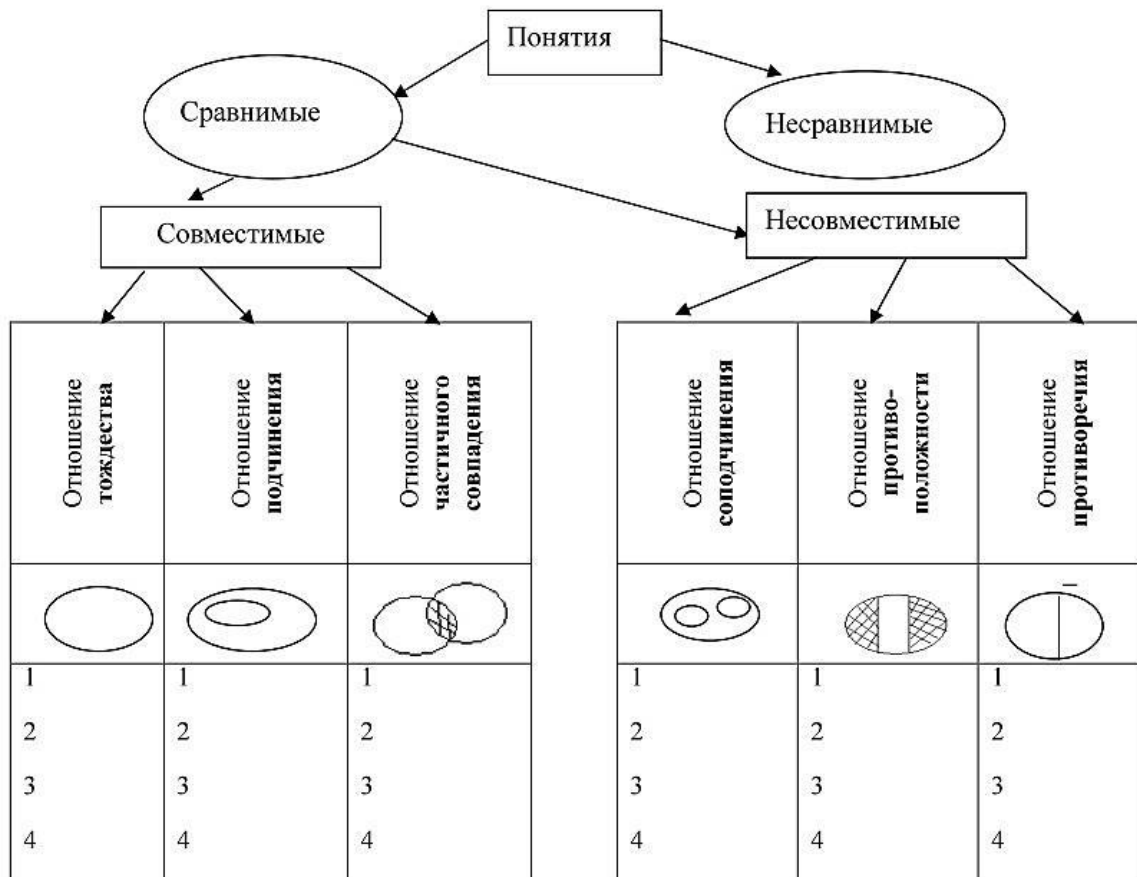 Понятия
Сравнимые
Несравнимые
Совместимые
Несовместимые
Отношение
тождества
Отношение
подчинения
Отношение
частичного
совпадения
Отношение
соподчинения
Отношение
противо-
положности
Отношение
противоречия
1
2
3
4
1
2
3
4
1
2
3
4
1
2
3
4
1
2
3
4
1
2
3
4